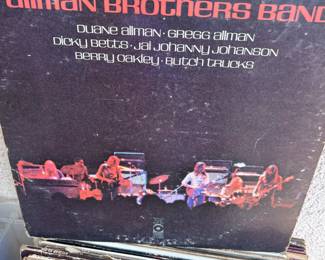 allman Brothers Band
Duane allman · Gregg allman
Dicky Betts · Jai Johanny Johanson
Berry Oakley · Butch Trucks